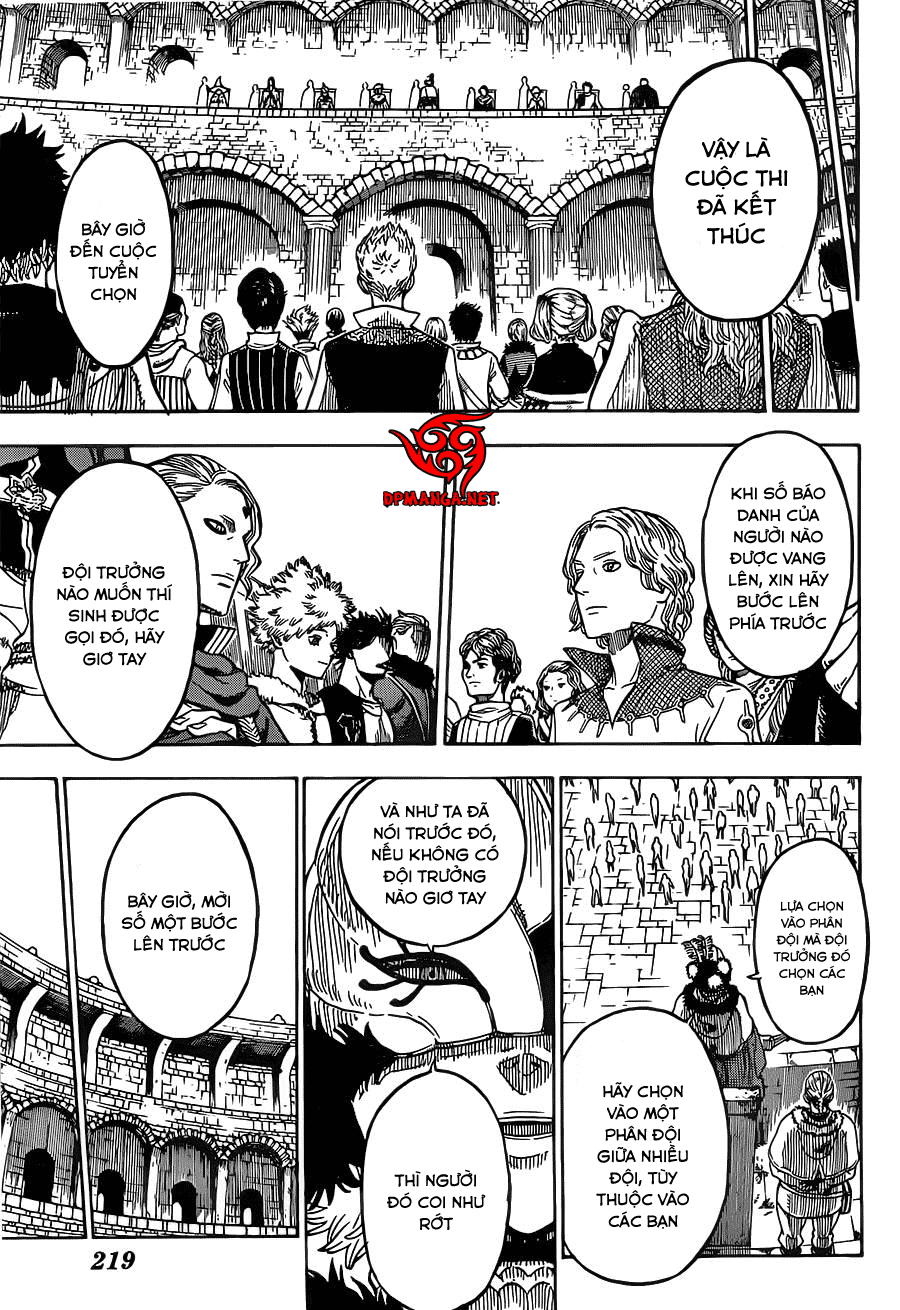 VẬY LÀ
CUỘC THI
ĐÃ KẾT
THÚC
BÂY GIỜ
ĐẾN CUỘC
TUYỂN
CHỌN
DPMANGA.NET
KHI SỐ BÁO
DANH CỦA
NGƯỜI NÀO
ĐƯỢC VANG
LÊN, XIN HÃY
BƯỚC LÊN
PHÍA TRƯỚC
ĐỘI TRƯỞNG
NÀO MUỐN THÍ
SINH ĐƯỢC
GỌI ĐÓ, HÃY
GIƠ TAY
LỰA CHỌN
VÀO PHÂN
ĐỘI MÀ ĐỘI
TRƯỞNG ĐÓ
CHỌN CÁC
BẠN
HÃY CHỌN
VÀO MỘT
PHÂN ĐỘI
GIỮA NHIỀU
ĐỘI, TÙY
THUỘC VÀO
CÁC BẠN
VÀ NHƯ TA ĐÃ
NÓI TRƯỚC ĐÓ,
NẾU KHÔNG CÓ
ĐỘI TRƯỞNG
NÀO GIƠ TAY
THÌ NGƯỜI
ĐÓ COI NHƯ
RỚT
BÂY GIỜ, MỜI
SỐ MỘT BƯỚC
LÊN TRƯỚC
219